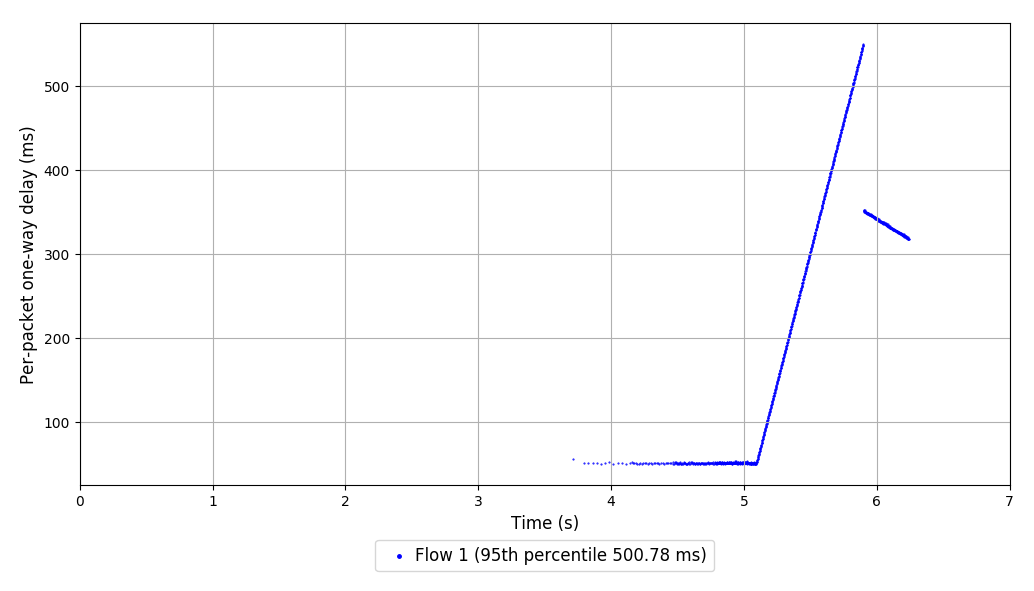 Per-packet one-way delay (ms)
500
400
300
200
100
0 1 2 3 4 5 6 7
Time (s)
Flow 1 (95th percentile 500.78 ms)